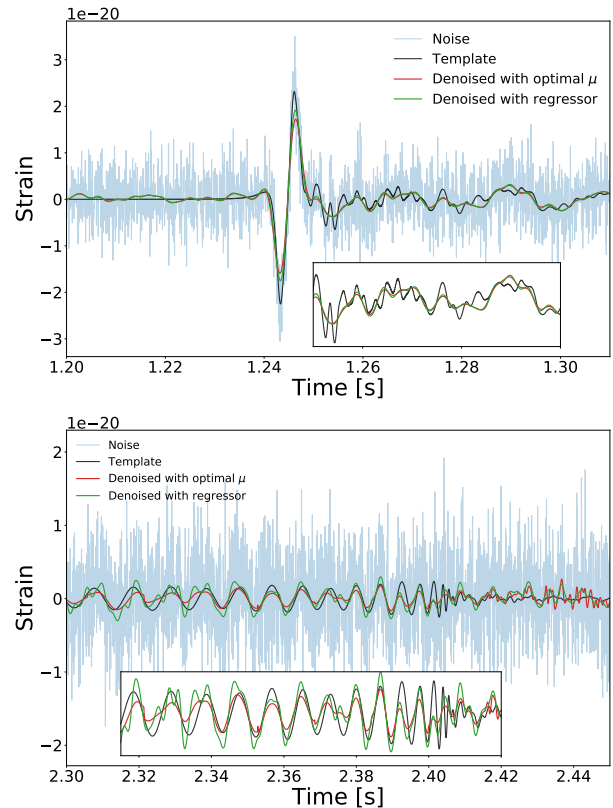 1e−20
Noise
Template
Denoised with optimal μ
Denoised with regressor
3
2
1
0
−1
−2
−3
Strain
1.20 1.22 1.24 1.26 1.28 1.30
Time [s]
1e−20
Noise
Template
Denoised with optimal μ
Denoised with regressor
2
1
0
−1
−2
Strain
2.30 2.32 2.34 2.36 2.38 2.40 2.42 2.44
Time [s]